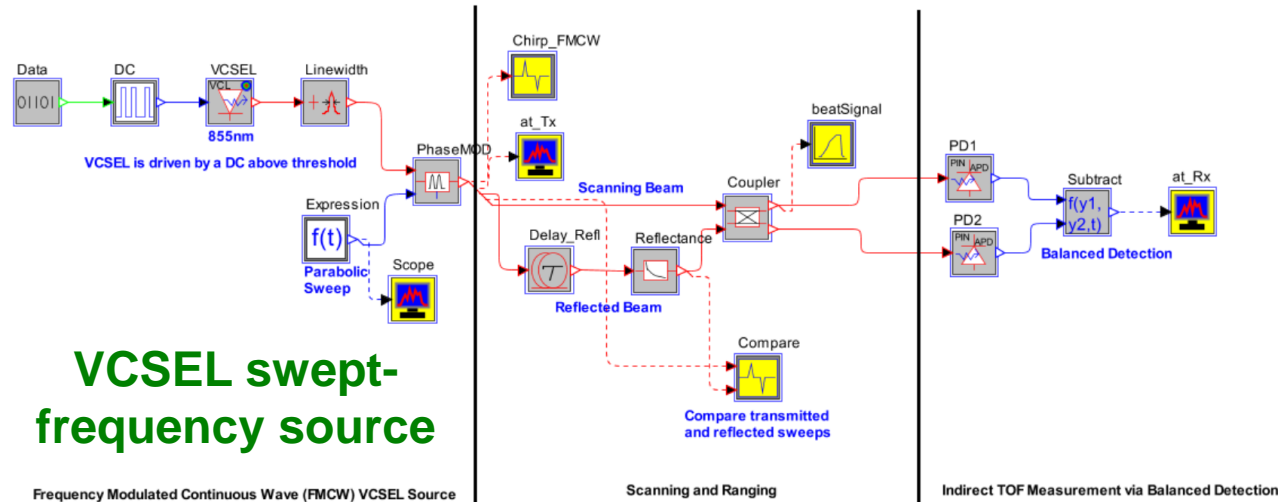 Data
01101
DC
VCSEL
VCL
855nm
Linewidth
VCSEL is driven by a DC above threshold
PhaseMOD
Expression
f(t)
Parabolic
Sweep
Scope
VCSEL swept-
frequency source
Frequency Modulated Continuous Wave (FMCW) VCSEL Source
Chirp_FMCW
at_Tx
Scanning Beam
Delay_Refl
T
Reflected Beam
Reflectance
Coupler
beatSignal
Compare
Compare transmitted
and reflected sweeps
Scanning and Ranging
PD1
PIN APD
PD2
PIN APD
Subtract
f(y1,
y2,t)
Balanced Detection
at_Rx
Indirect TOF Measurement via Balanced Detection